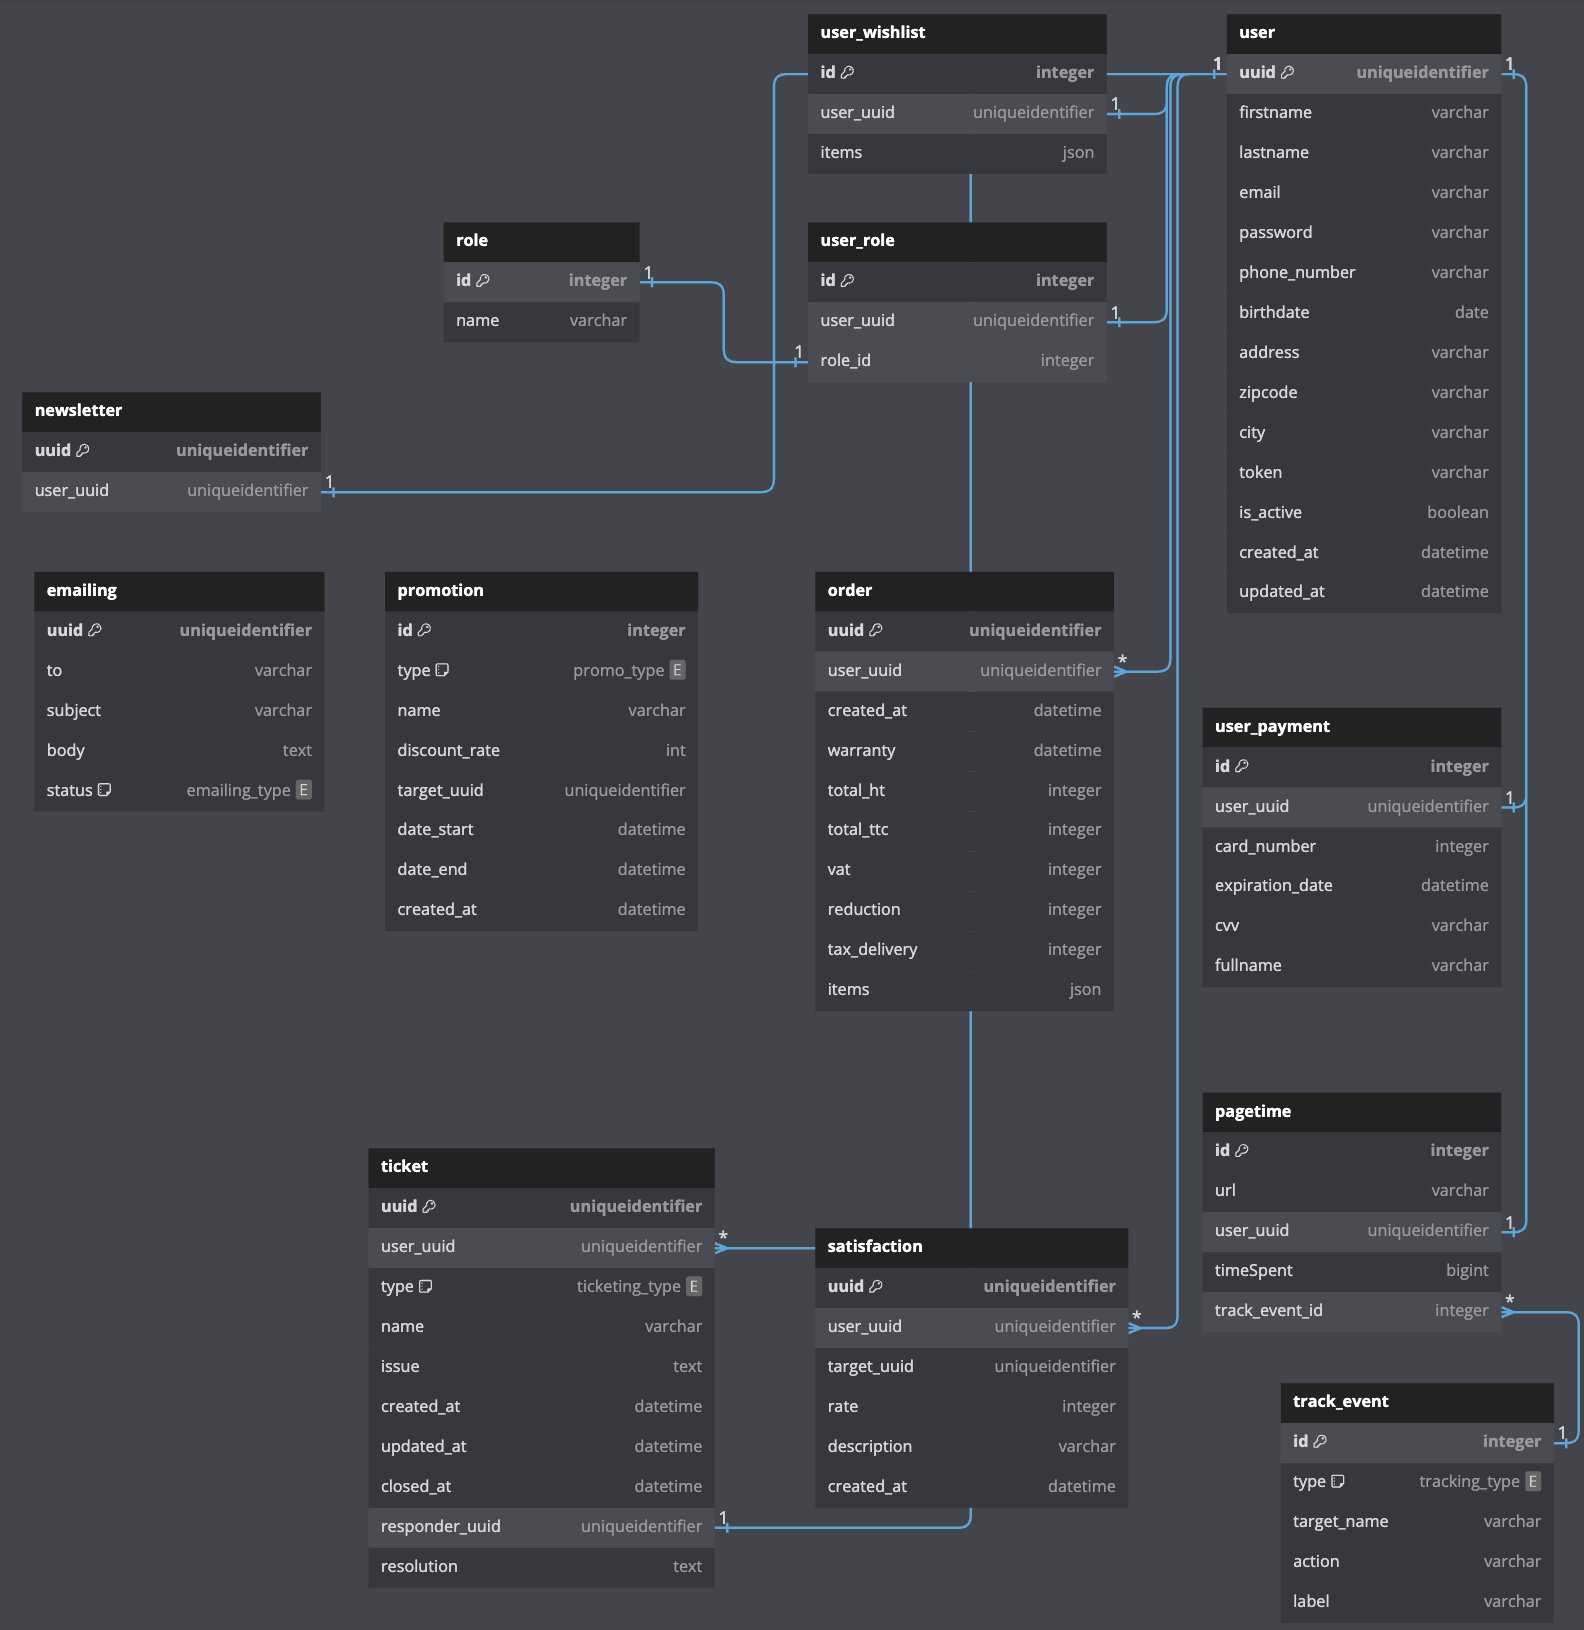 user_wishlist
id integer
1
user_uuid uniqueidentifier
items json
user
1
uuid uniqueidentifier
1
firstname varchar
lastname varchar
email varchar
password varchar
phone_number varchar
birthdate date
address varchar
zipcode varchar
city varchar
token varchar
is_active boolean
created_at datetime
updated_at datetime
role
id integer
1
name varchar
user_role
id integer
user_uuid uniqueidentifier
1
1
role_id integer
newsletter
uuid uniqueidentifier
user_uuid uniqueidentifier
1
emailing
uuid uniqueidentifier
to varchar
subject varchar
body text
status emailing_type E
promotion
id integer
type promo_type E
name varchar
discount_rate int
target_uuid uniqueidentifier
date_start datetime
date_end datetime
created_at datetime
order
uuid uniqueidentifier
user_uuid uniqueidentifier
*
created_at datetime
warranty datetime
total_ht integer
total_ttc integer
vat integer
reduction integer
tax_delivery integer
items json
user_payment
id integer
user_uuid uniqueidentifier
1
card_number integer
expiration_date datetime
cvv varchar
fullname varchar
pagetime
id integer
url varchar
user_uuid uniqueidentifier
1
timeSpent bigint
track_event_id integer
*
ticket
uuid uniqueidentifier
user_uuid uniqueidentifier
*
type ticketing_type E
name varchar
issue text
created_at datetime
updated_at datetime
closed_at datetime
responder_uuid uniqueidentifier
1
resolution text
satisfaction
uuid uniqueidentifier
user_uuid uniqueidentifier
*
target_uuid uniqueidentifier
rate integer
description varchar
created_at datetime
track_event
id integer
1
type tracking_type E
target_name varchar
action varchar
label varchar